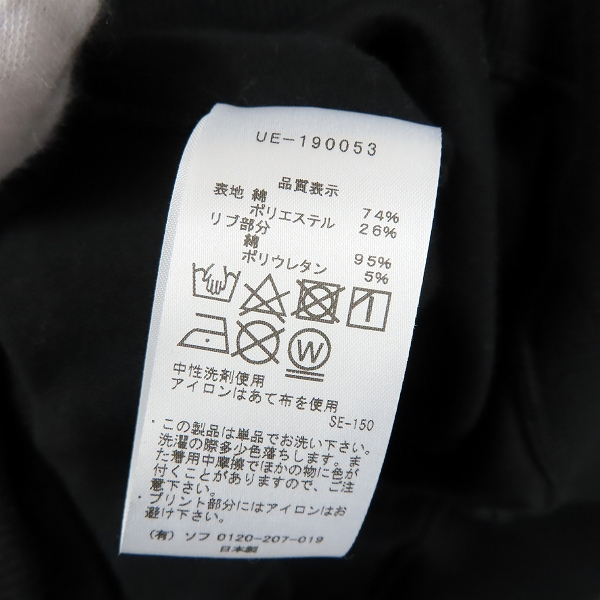 UE-190053
品質表示
表地 綿 74%
ポリエステル 26%
リブ部分
綿 95%
ポリウレタン 5%
W
中性洗剤使用
アイロンはあて布を使用
SE-150
・この製品は単品でお洗い下さい。
洗濯の際多少色落ちします。ま
た着用中摩擦でほかの物に色が
付くことがありますので、ご注
意下さい。
・プリント部分にはアイロンはお
避け下さい。
(有) ソフ 0120-207-019
日本製